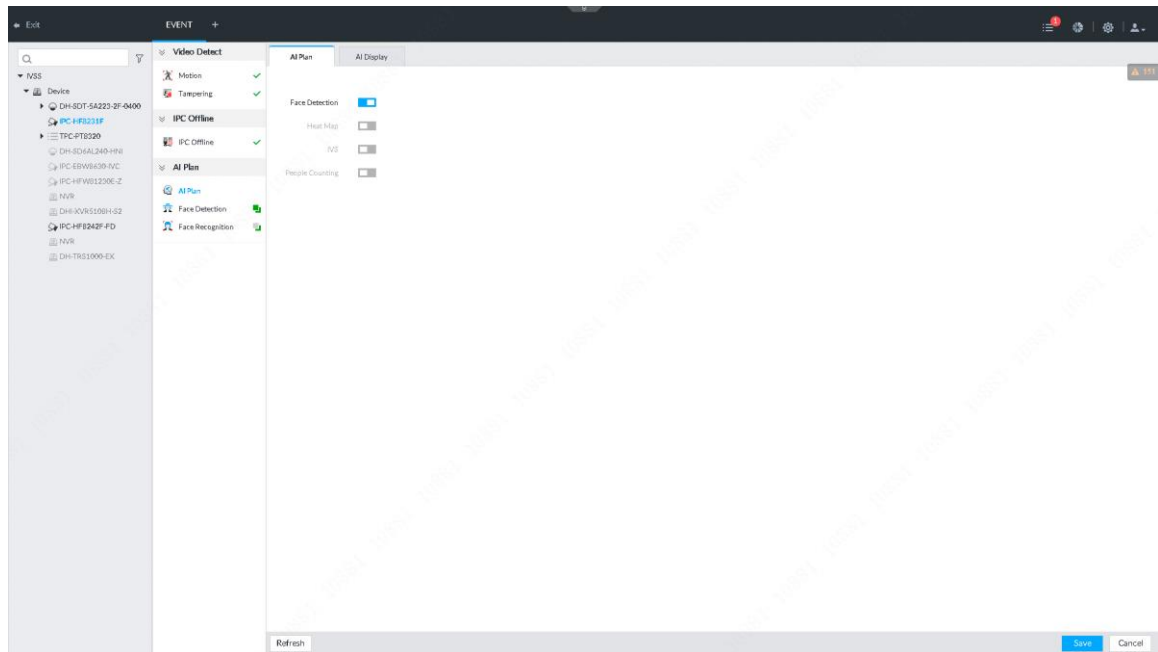 Exit
EVENT +
1
Video Detect
Motion
Tampering
IPC Offline
IPC Offline
AI Plan
AI Plan
Face Detection
Face Recognition
IVSS
Device
DH-SDT-5A223-2F-0400
IPC-HF8231F
TPC-PT8320
DH-SD6AL240-HNI
IPC-EBW8630-IVC
IPC-HFW81230E-Z
NVR
DHI-XVR5108H-S2
IPC-HF8242F-FD
NVR
DH-TRS1000-EX
AI Plan
AI Display
Face Detection
Heat Map
IVS
People Counting
Refresh
Save
Cancel